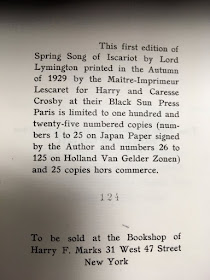 This first edition of
Spring Song of Iscariot by Lord
Lymington printed in the Autumn
of 1929 by the Maître-Imprimeur
Lescaret for Harry and Caresse
Crosby at their Black Sun Press
Paris is limited to one hundred and
twenty-five numbered copies (num-
bers 1 to 25 on Japan Paper signed
by the Author and numbers 26 to
125 on Holland Van Gelder Zonen)
and 25 copies hors commerce.
124
To be sold at the Bookshop of
Harry F. Marks 31 West 47 Street
New York